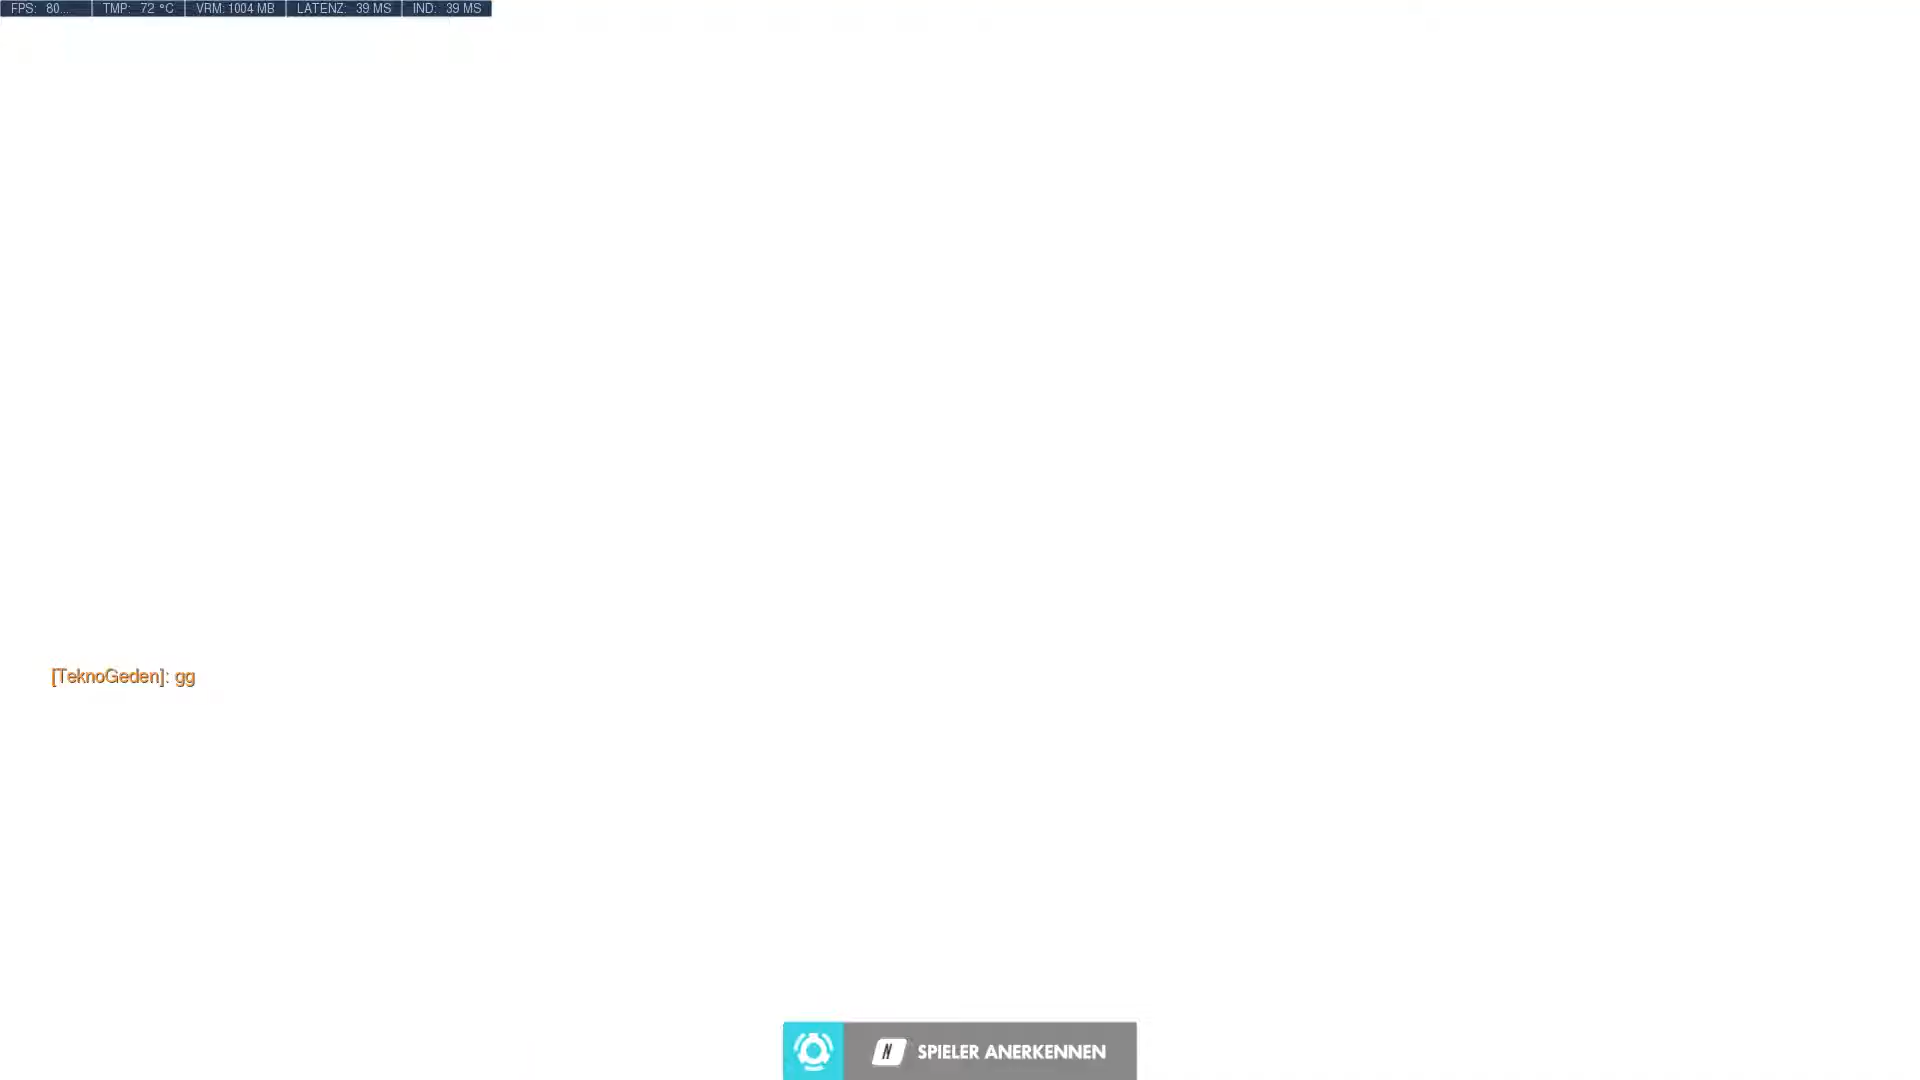 FPS: 80... TMP: 72 °C VRM: 1004 MB LATENZ: 39 MS IND: 39 MS
[TeknoGeden]: gg
N SPIELER ANERKENNEN